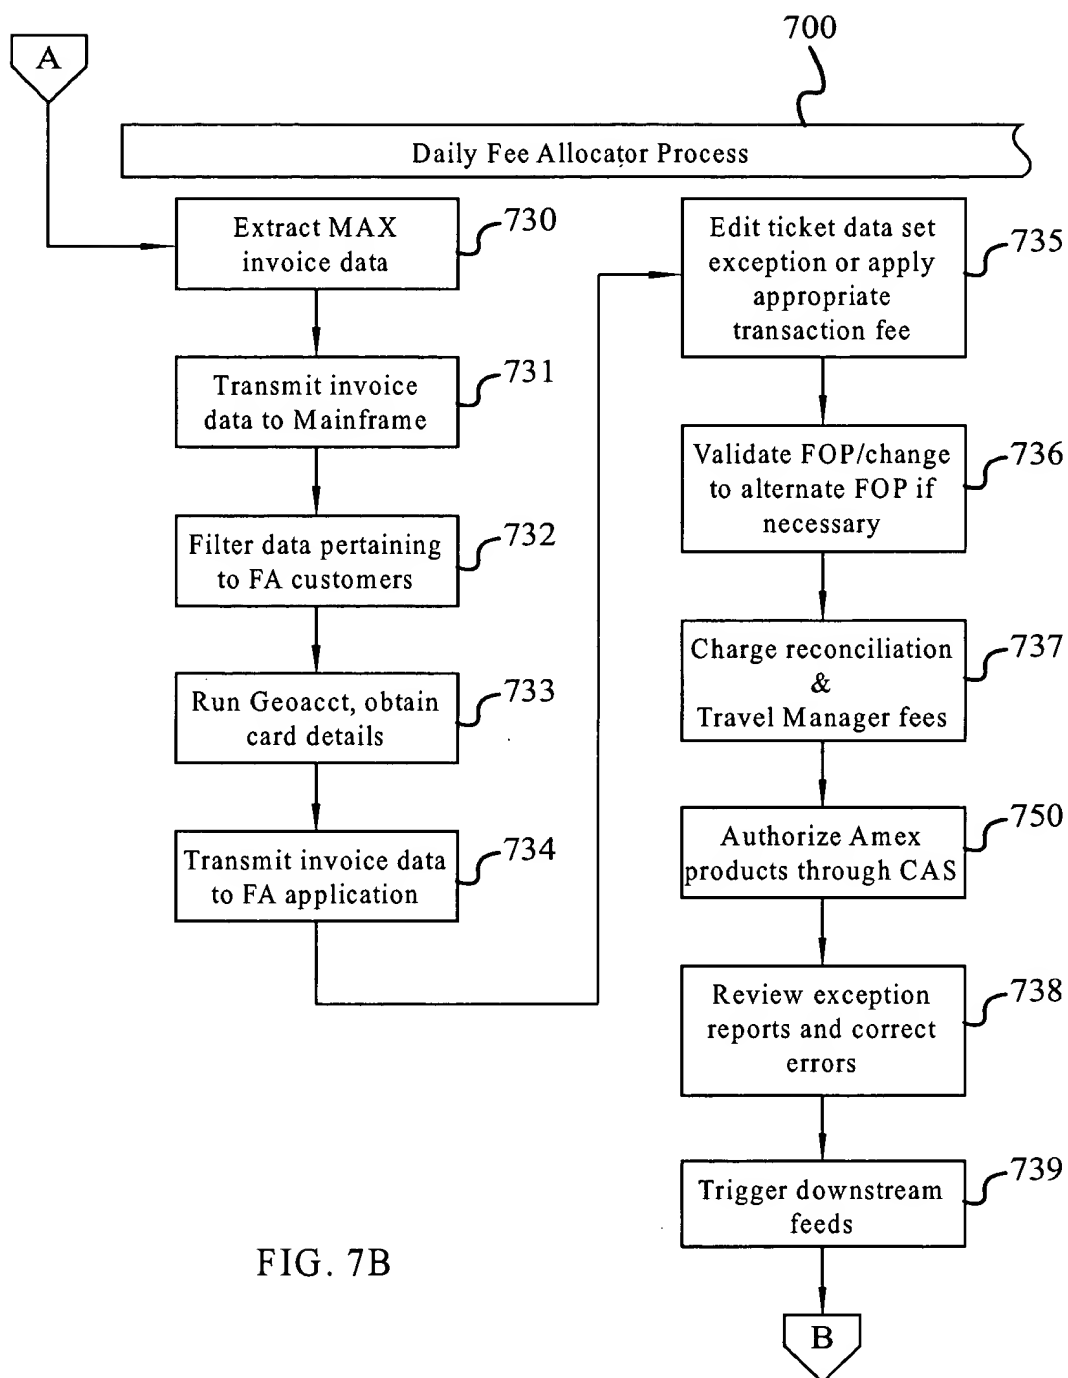 700
A
Daily Fee Allocator Process
Extract MAX
invoice data
730
Transmit invoice
data to Mainframe
731
Filter data pertaining
to FA customers
732
Run Geoacct, obtain
card details
733
Transmit invoice data
to FA application
734
Edit ticket data set
exception or apply
appropriate
transaction fee
735
Validate FOP/change
to alternate FOP if
necessary
736
Charge reconciliation
&
Travel Manager fees
737
Authorize Amex
products through CAS
750
Review exception
reports and correct
errors
738
Trigger downstream
feeds
739
B
FIG. 7B